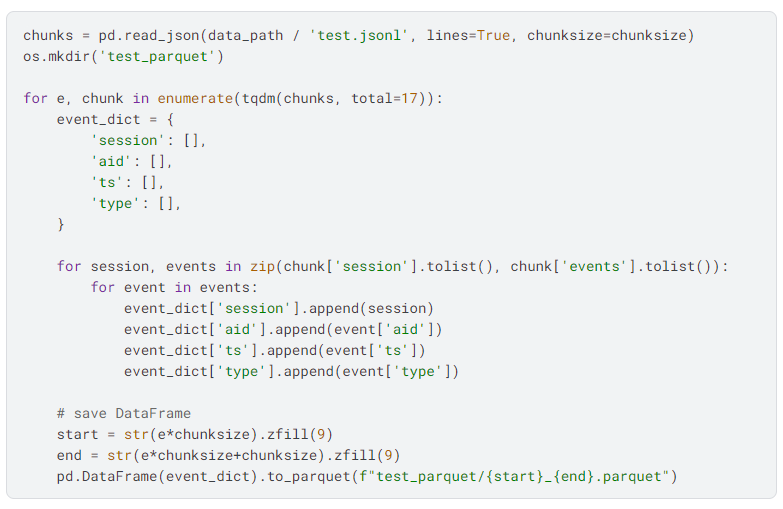 chunks = pd.read_json(data_path / 'test.jsonl', lines=True, chunksize=chunksize)
os.mkdir('test_parquet')

for e, chunk in enumerate(tqdm(chunks, total=17)):
    event_dict = {
        'session': [],
        'aid': [],
        'ts': [],
        'type': [],
    }

    for session, events in zip(chunk['session'].tolist(), chunk['events'].tolist()):
        for event in events:
            event_dict['session'].append(session)
            event_dict['aid'].append(event['aid'])
            event_dict['ts'].append(event['ts'])
            event_dict['type'].append(event['type'])

    # save DataFrame
    start = str(e*chunksize).zfill(9)
    end = str(e*chunksize+chunksize).zfill(9)
    pd.DataFrame(event_dict).to_parquet(f"test_parquet/{start}_{end}.parquet")